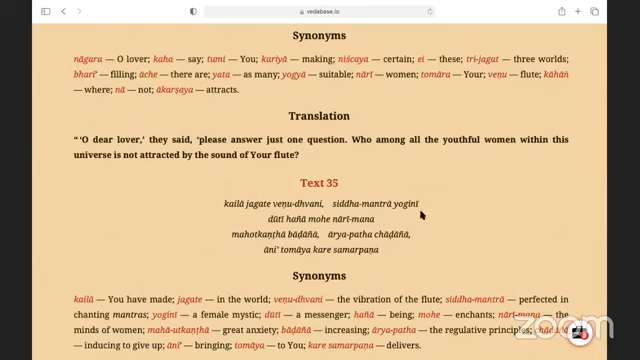 vedabase.io
Synonyms
nāgara — O lover; kaha — say; tumi — You; kariyā — making; niścaya — certain; ei — these; tri-jagat — three worlds;
bhari' — filling; āche — there are; yata — as many; yogyā — suitable; nārī — women; tomāra — Your; veṇu — flute; kāhāṅ
— where; nā — not; ākarṣaya — attracts.
Translation
“ ‘O dear lover,’ they said, ‘please answer just one question. Who among all the youthful women within this
universe is not attracted by the sound of Your flute?
Text 35
kailā jagate veṇu-dhvani, siddha-mantrā yoginī
dūtī hañā mohe nārī-mana
mahotkaṇṭhā bāḍāñā, ārya-patha chāḍāñā,
āni' tomāya kare samarpaṇa
Synonyms
kailā — You have made; jagate — in the world; veṇu-dhvani — the vibration of the flute; siddha-mantrā — perfected in
chanting mantras; yoginī — a female mystic; dūtī — a messenger; hañā — being; mohe — enchants; nārī-mana — the
minds of women; mahā-utkaṇṭhā — great anxiety; bāḍāñā — increasing; ārya-patha — the regulative principles; chāḍāñā
— inducing to give up; āni' — bringing; tomāya — to You; kare samarpaṇa — delivers.
zoom